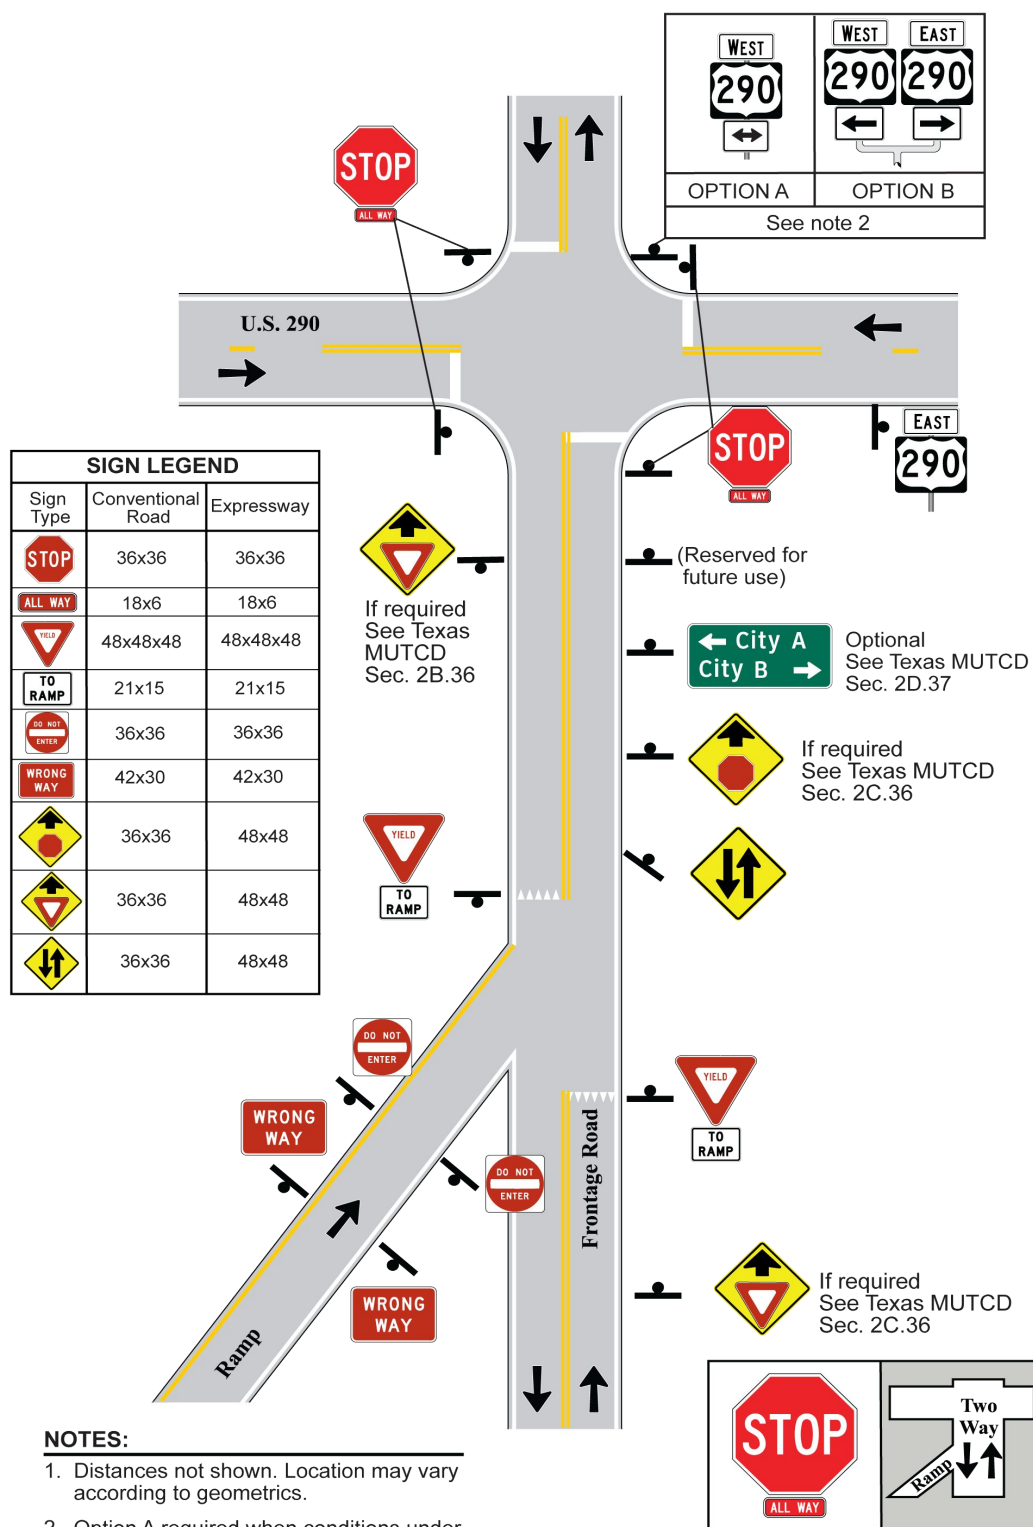 WEST
290
WEST
290
EAST
290
OPTION A
OPTION B
See note 2
STOP
ALL WAY
U.S. 290
EAST
290
STOP
ALL WAY
SIGN LEGEND
Sign
Type
Conventional
Road
Expressway
STOP
36x36
36x36
ALL WAY
18x6
18x6
YIELD
48x48x48
48x48x48
TO
RAMP
21x15
21x15
DO NOT
ENTER
36x36
36x36
WRONG
WAY
42x30
42x30
36x36
48x48
36x36
48x48
36x36
48x48
If required
See Texas
MUTCD
Sec. 2B.36
(Reserved for
future use)
City A
City B
Optional
See Texas MUTCD
Sec. 2D.37
If required
See Texas MUTCD
Sec. 2C.36
YIELD
TO
RAMP
DO NOT
ENTER
WRONG
WAY
DO NOT
ENTER
WRONG
WAY
Ramp
Frontage Road
YIELD
TO
RAMP
If required
See Texas MUTCD
Sec. 2C.36
STOP
ALL WAY
Two
Way
Ramp
NOTES:
1. Distances not shown. Location may vary
according to geometrics.
2. Option A required when conditions under